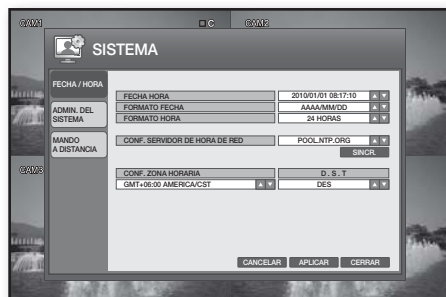 CAM1 C CAM2
SISTEMA
FECHA / HORA
FECHA HORA 2010/01/01 08:17:10
FORMATO FECHA AAAA/MM/DD
FORMATO HORA 24 HORAS
ADMIN. DEL
SISTEMA
MANDO
A DISTANCIA
CONF. SERVIDOR DE HORA DE RED POOL.NTP.ORG
SINCR.
CAM3
CONF. ZONA HORARIA D . S . T
GMT+06:00 AMERICA/CST DES
CANCELAR APLICAR CERRAR